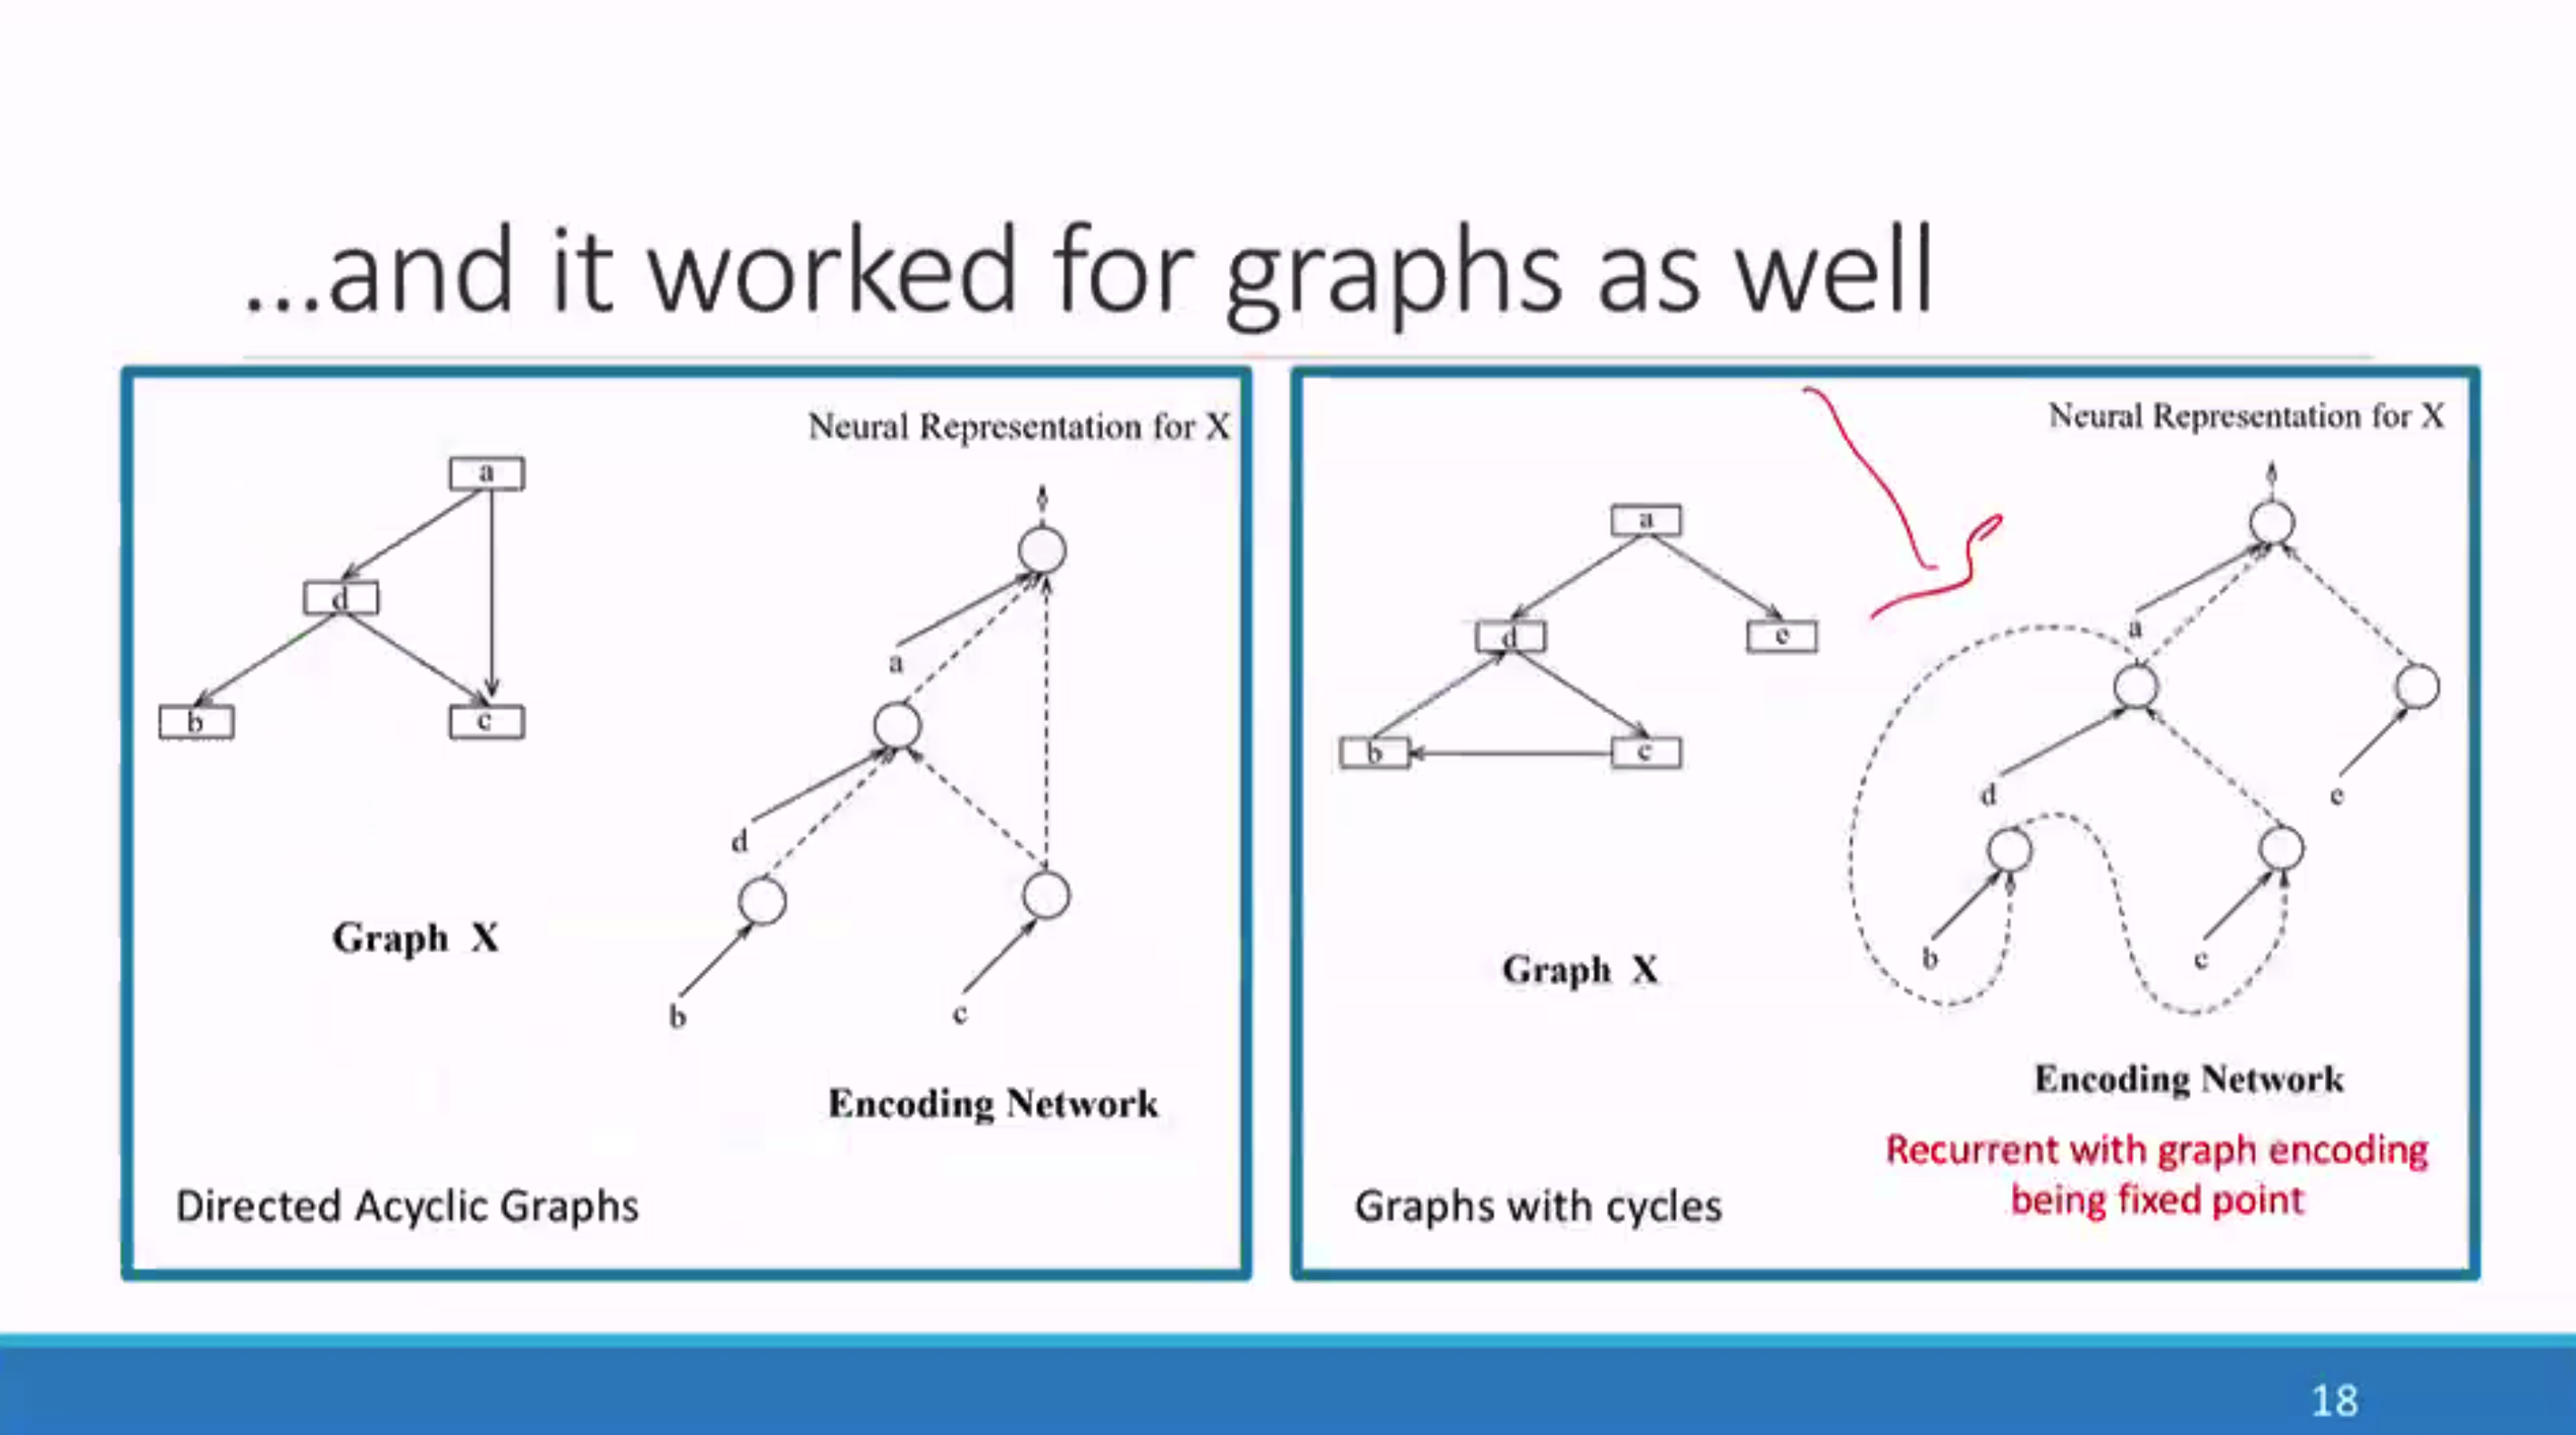 ...and it worked for graphs as well
Neural Representation for X
a
d
b
c
a
d
b
c
Graph X
Encoding Network
Directed Acyclic Graphs
Neural Representation for X
a
d
e
b
c
a
d
e
b
c
Graph X
Encoding Network
Recurrent with graph encoding
being fixed point
Graphs with cycles
18